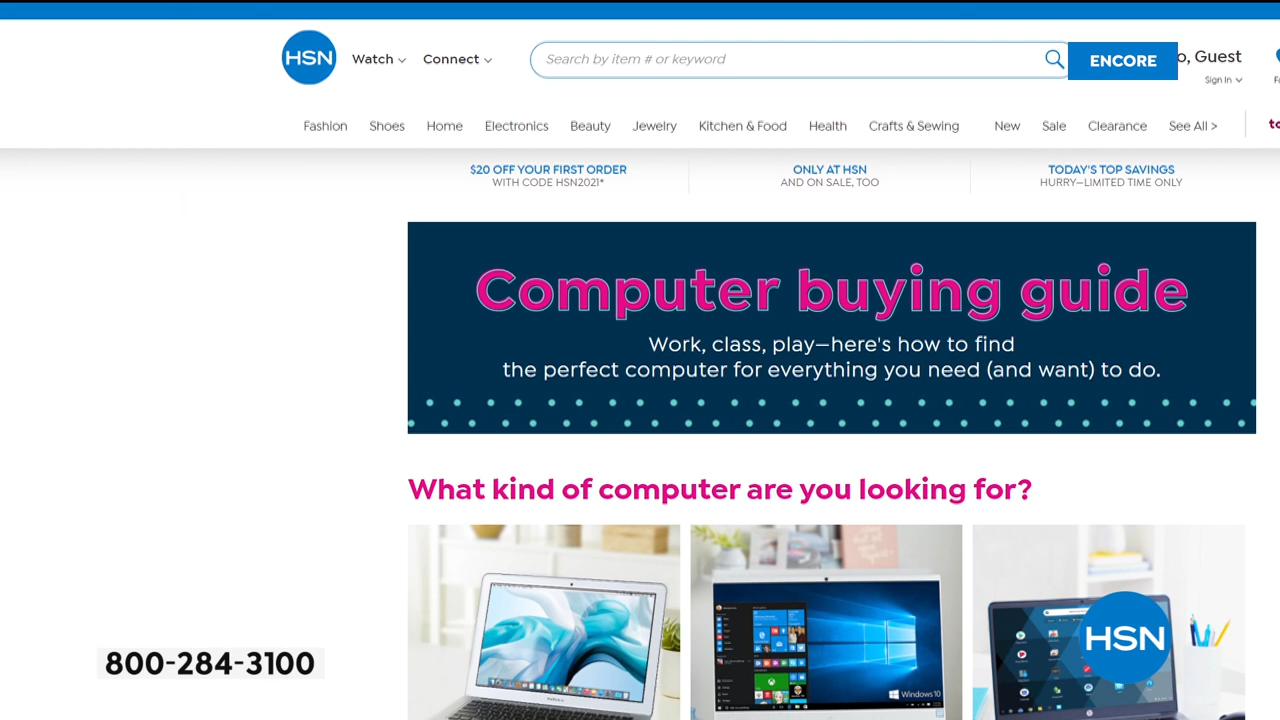 HSN
Watch
Connect
Search by item # or keyword
ENCORE
o, Guest
Sign In
Fashion
Shoes
Home
Electronics
Beauty
Jewelry
Kitchen & Food
Health
Crafts & Sewing
New
Sale
Clearance
See All >
$20 OFF YOUR FIRST ORDER
WITH CODE HSN2021*
ONLY AT HSN
AND ON SALE, TOO
TODAY'S TOP SAVINGS
HURRY—LIMITED TIME ONLY
Computer buying guide
Work, class, play—here's how to find
the perfect computer for everything you need (and want) to do.
What kind of computer are you looking for?
Windows 10
HSN
800-284-3100